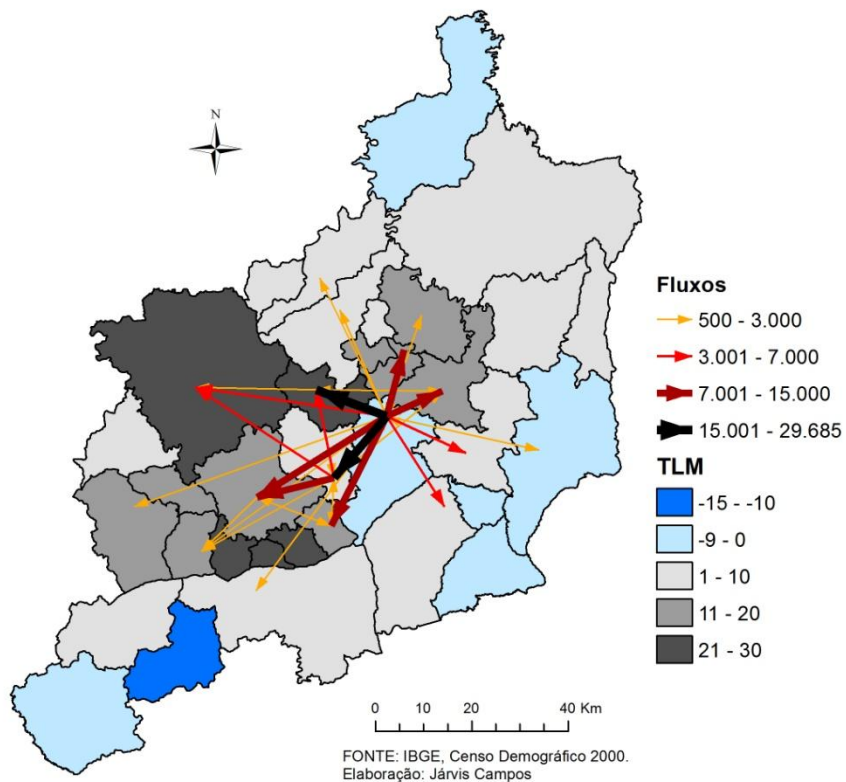 N
Fluxos
500 - 3.000
3.001 - 7.000
7.001 - 15.000
15.001 - 29.685
TLM
-15 - -10
-9 - 0
1 - 10
11 - 20
21 - 30
0 10 20 40 Km
FONTE: IBGE, Censo Demográfico 2000.
Elaboração: Járvis Campos